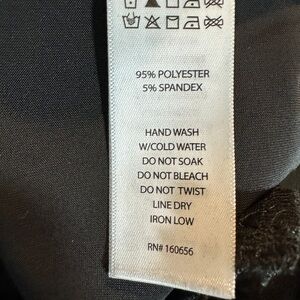 95% POLYESTER
5% SPANDEX
HAND WASH
W/COLD WATER
DO NOT SOAK
DO NOT BLEACH
DO NOT TWIST
LINE DRY
IRON LOW
RN# 160656